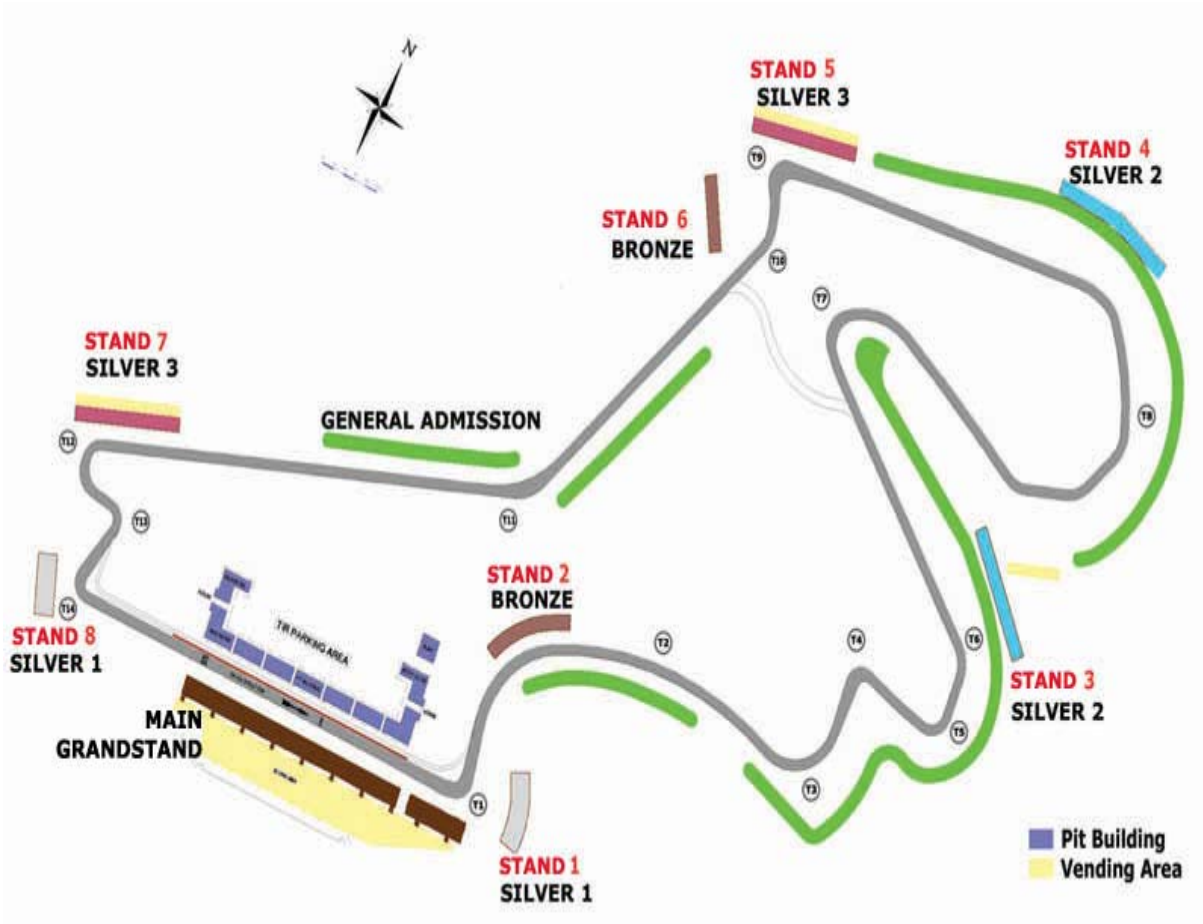 N
STAND 5
SILVER 3
STAND 4
SILVER 2
T9
STAND 6
BRONZE
T10
T7
STAND 7
SILVER 3
GENERAL ADMISSION
T12
T8
T11
T13
STAND 2
BRONZE
TIR PARKING AREA
T14
STAND 8
SILVER 1
T2
T4
T6
STAND 3
SILVER 2
MAIN
GRANDSTAND
T5
T3
T1
STAND 1
SILVER 1
Pit Building
Vending Area